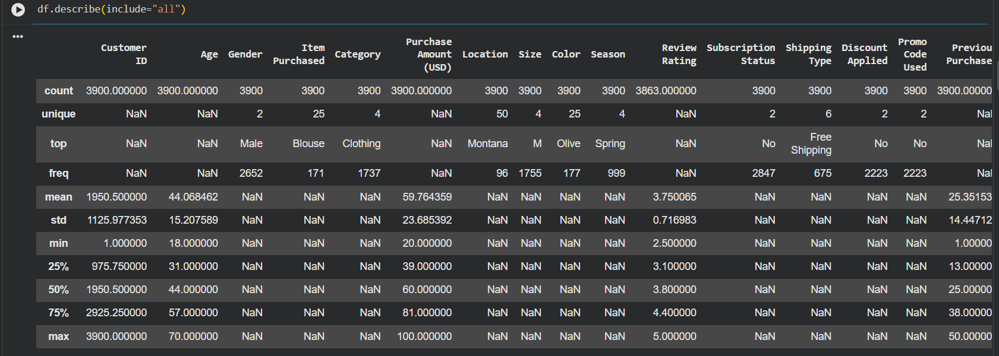 df.describe(include="all")
Customer ID Age Gender Item Purchased Category Purchase Amount (USD) Location Size Color Season Review Rating Subscription Status Shipping Type Discount Applied Promo Code Used Previou Purchase
count 3900.000000 3900.000000 3900 3900 3900 3900.000000 3900 3900 3900 3900 3863.000000 3900 3900 3900 3900 3900.00000
unique NaN NaN 2 25 4 NaN 50 4 25 4 NaN 2 6 2 2 Nal
top NaN NaN Male Blouse Clothing NaN Montana M Olive Spring NaN No Free Shipping No No Nal
freq NaN NaN 2652 171 1737 NaN 96 1755 177 999 NaN 2847 675 2223 2223 Nal
mean 1950.500000 44.068462 NaN NaN NaN 59.764359 NaN NaN NaN NaN 3.750065 NaN NaN NaN NaN 25.35153
std 1125.977353 15.207589 NaN NaN NaN 23.685392 NaN NaN NaN NaN 0.716983 NaN NaN NaN NaN 14.44712
min 1.000000 18.000000 NaN NaN NaN 20.000000 NaN NaN NaN NaN 2.500000 NaN NaN NaN NaN 1.00000
25% 975.750000 31.000000 NaN NaN NaN 39.000000 NaN NaN NaN NaN 3.100000 NaN NaN NaN NaN 13.00000
50% 1950.500000 44.000000 NaN NaN NaN 60.000000 NaN NaN NaN NaN 3.800000 NaN NaN NaN NaN 25.00000
75% 2925.250000 57.000000 NaN NaN NaN 81.000000 NaN NaN NaN NaN 4.400000 NaN NaN NaN NaN 38.00000
max 3900.000000 70.000000 NaN NaN NaN 100.000000 NaN NaN NaN NaN 5.000000 NaN NaN NaN NaN 50.00000